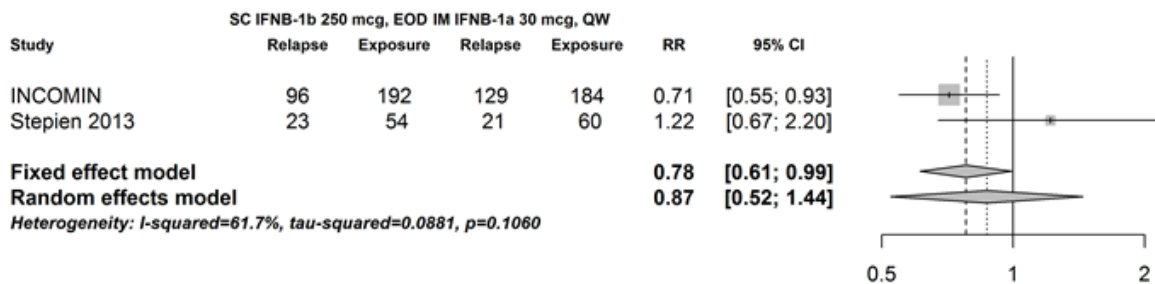 SC IFNB-1b 250 mcg, EOD IM IFNB-1a 30 mcg, QW
Study Relapse Exposure Relapse Exposure RR 95% CI
INCOMIN 96 192 129 184 0.71 [0.55; 0.93]
Stepien 2013 23 54 21 60 1.22 [0.67; 2.20]
Fixed effect model 0.78 [0.61; 0.99]
Random effects model 0.87 [0.52; 1.44]
Heterogeneity: I-squared=61.7%, tau-squared=0.0881, p=0.1060
0.5 1 2